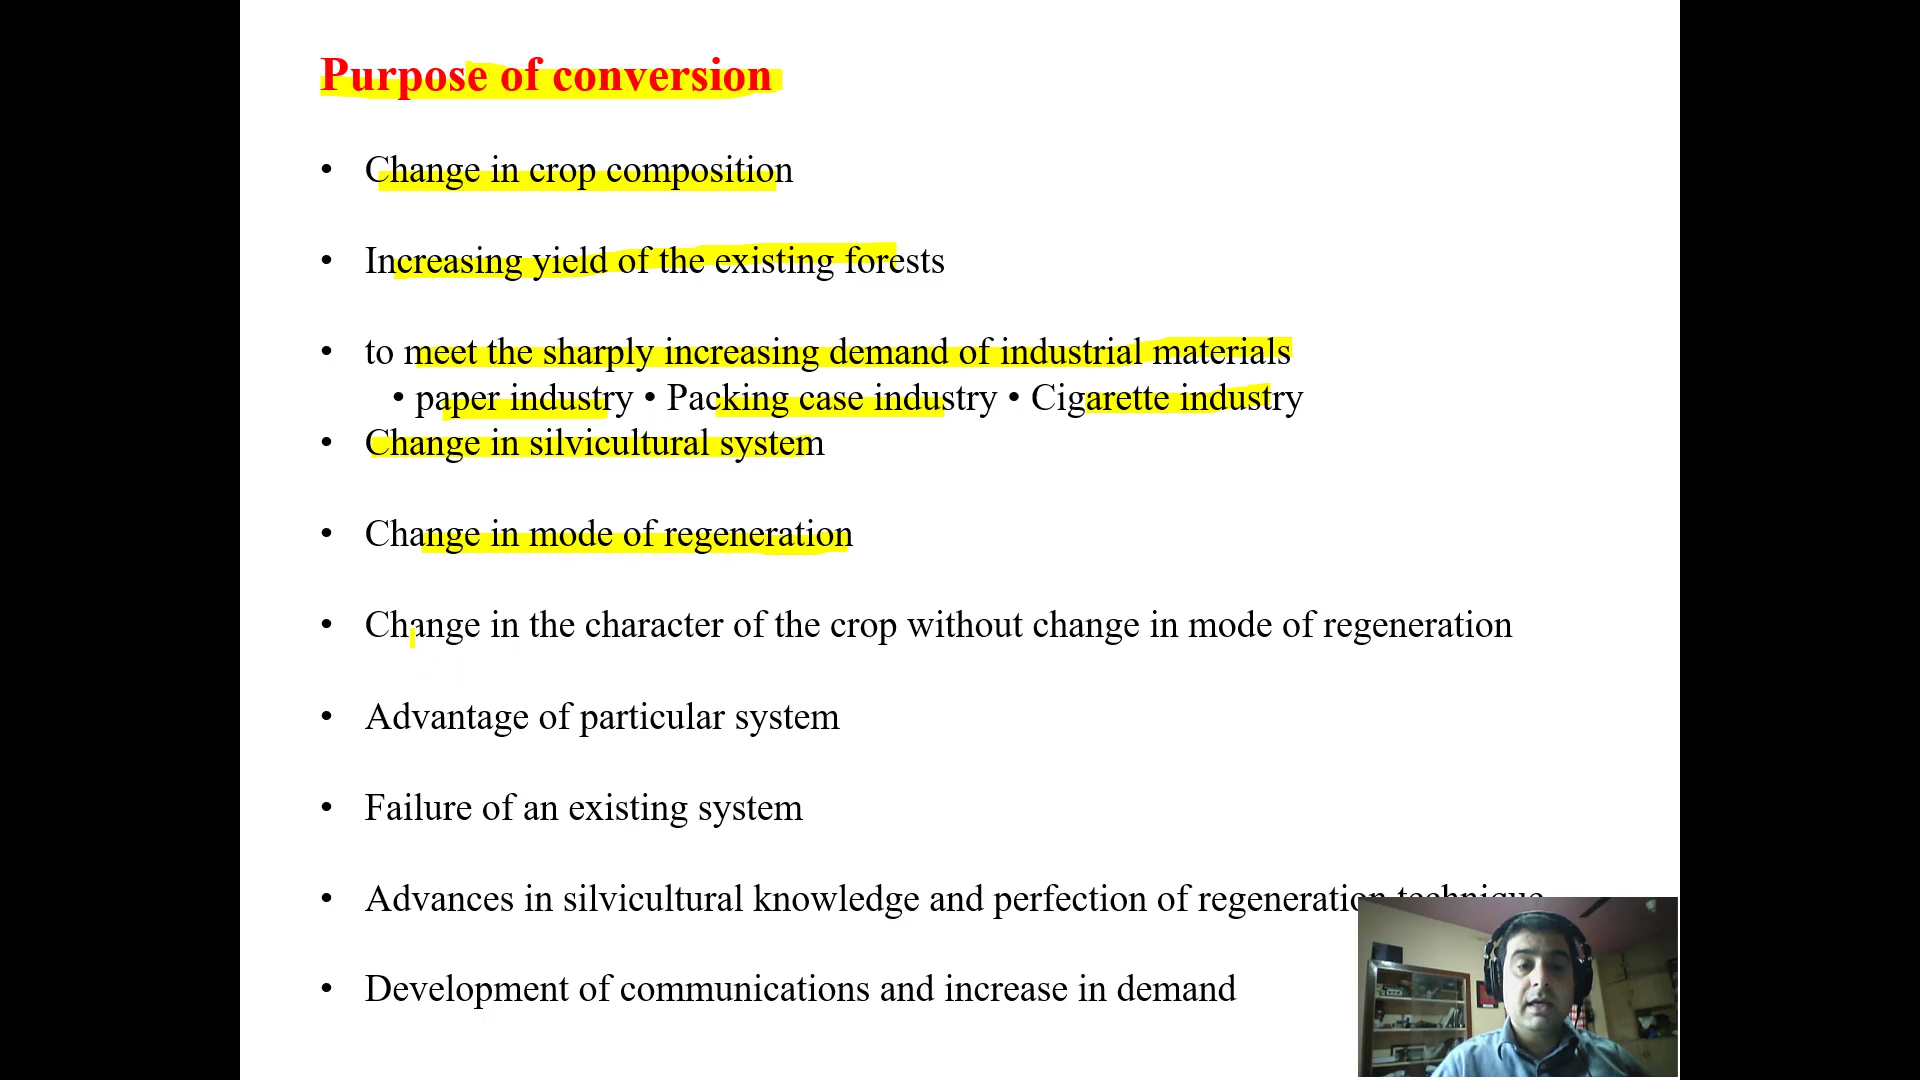 Purpose of conversion
• Change in crop composition
• Increasing yield of the existing forests
• to meet the sharply increasing demand of industrial materials
• paper industry • Packing case industry • Cigarette industry
• Change in silvicultural system
• Change in mode of regeneration
• Change in the character of the crop without change in mode of regeneration
• Advantage of particular system
• Failure of an existing system
• Advances in silvicultural knowledge and perfection of regeneration technique
• Development of communications and increase in demand